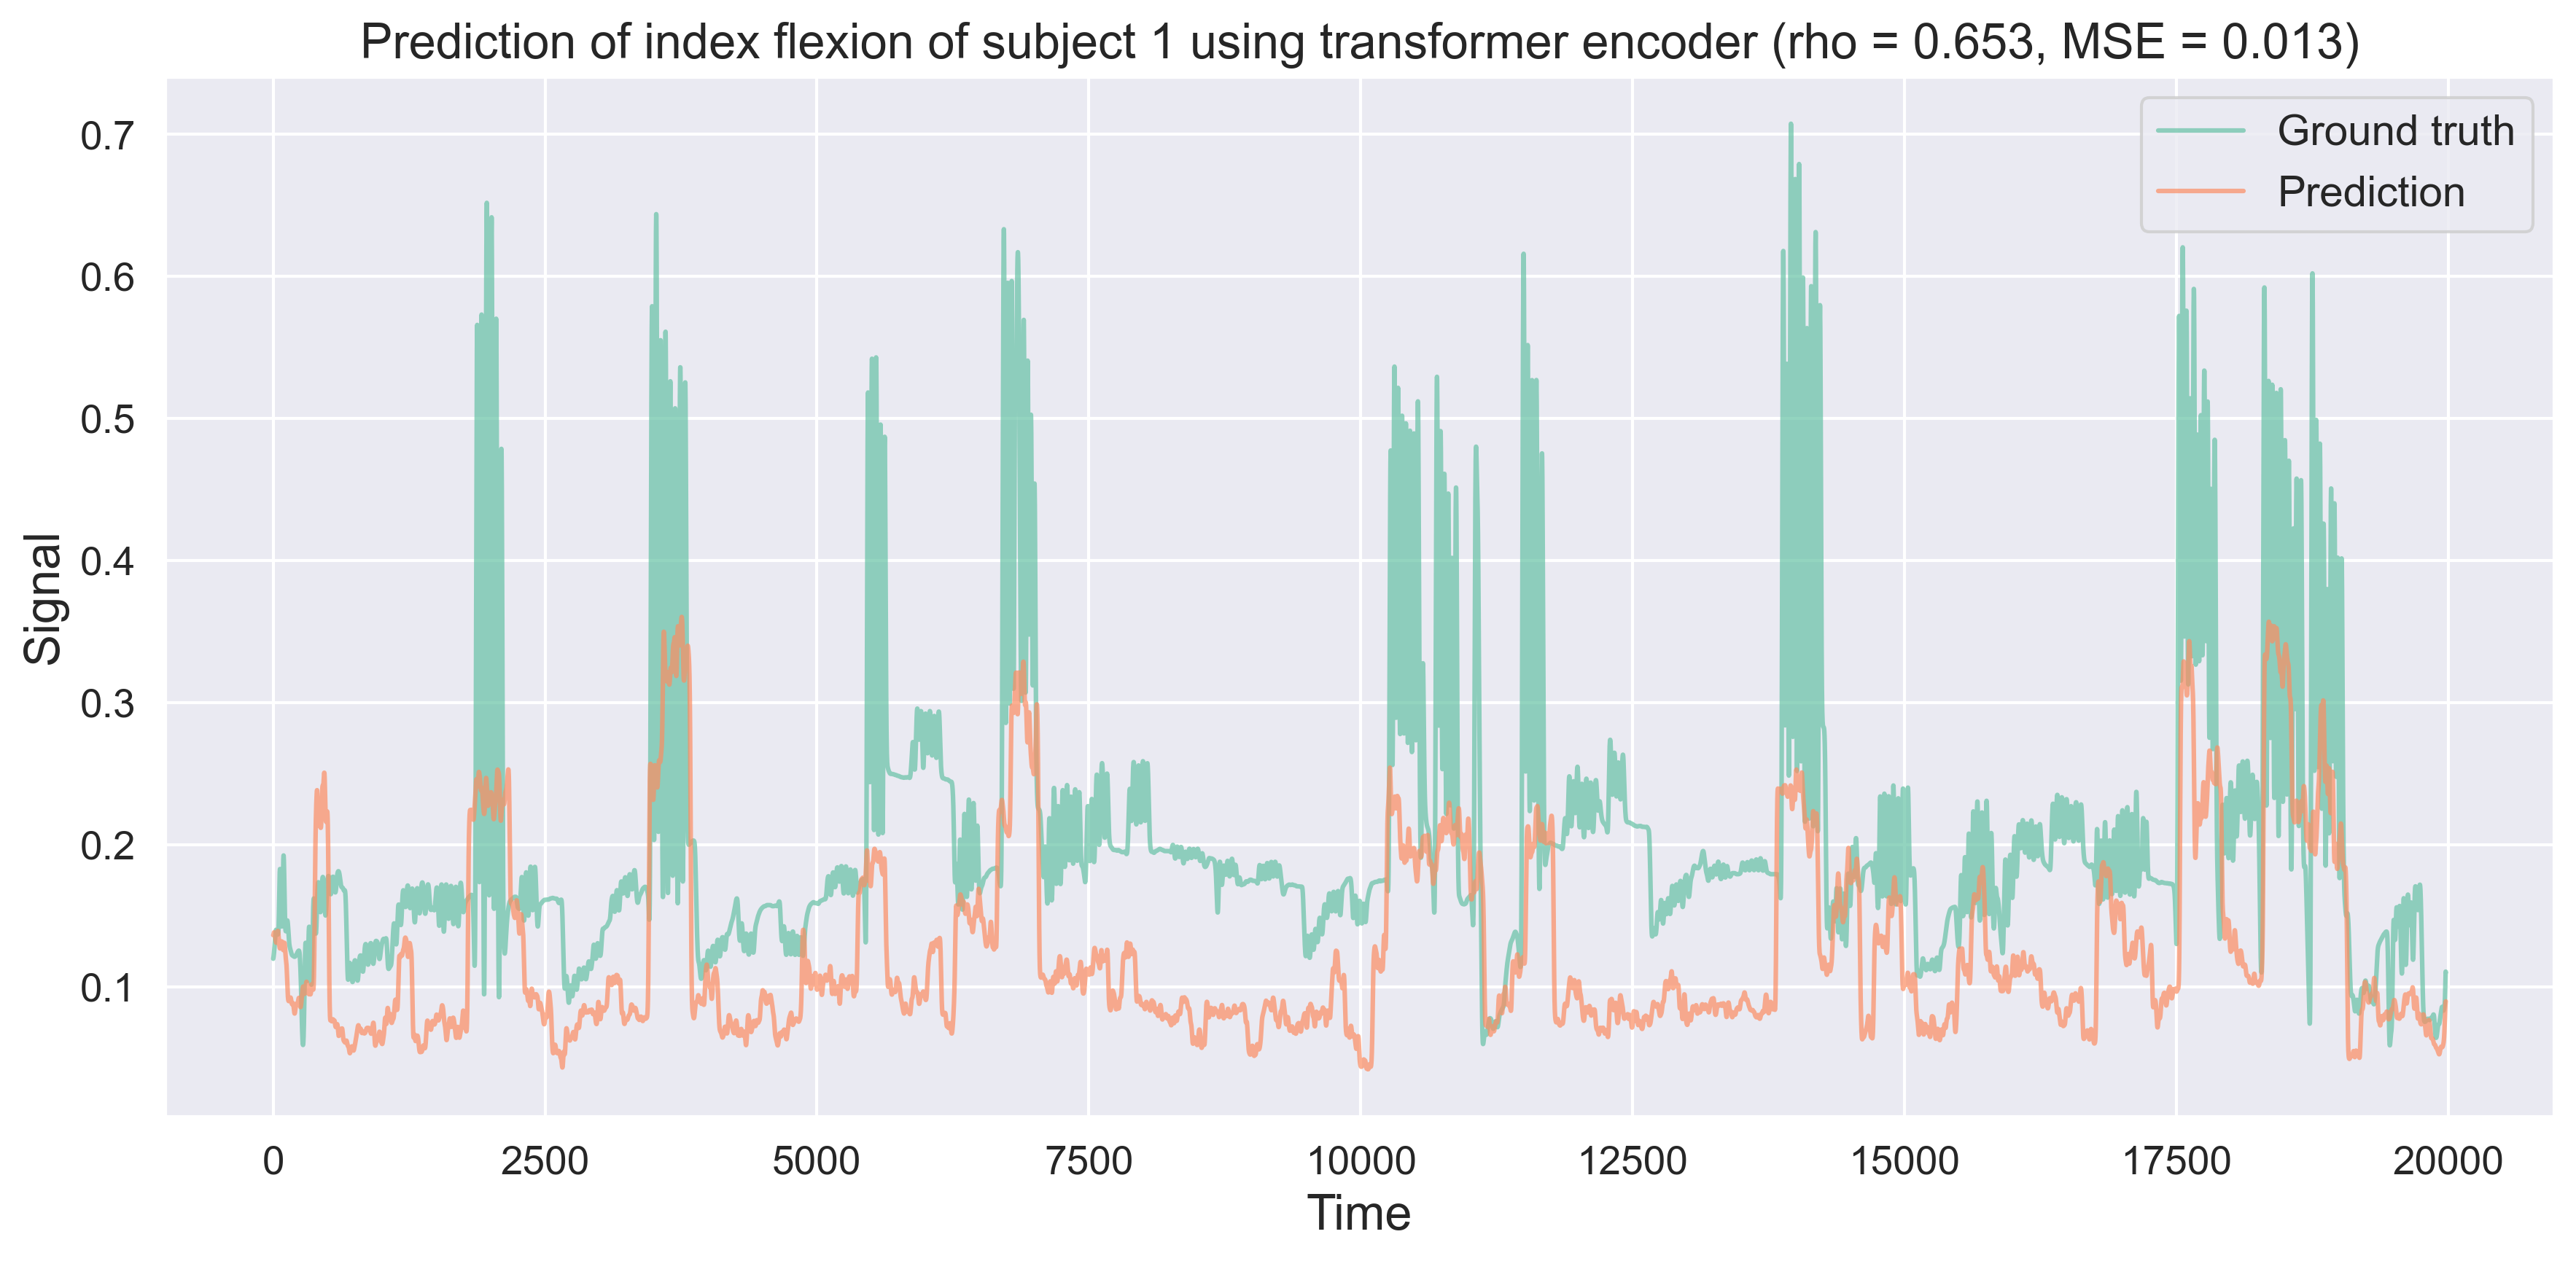 Prediction of index flexion of subject 1 using transformer encoder (rho = 0.653, MSE = 0.013)
Ground truth
Prediction
0.7
0.6
0.5
0.4
0.3
0.2
0.1
Signal
0 2500 5000 7500 10000 12500 15000 17500 20000
Time